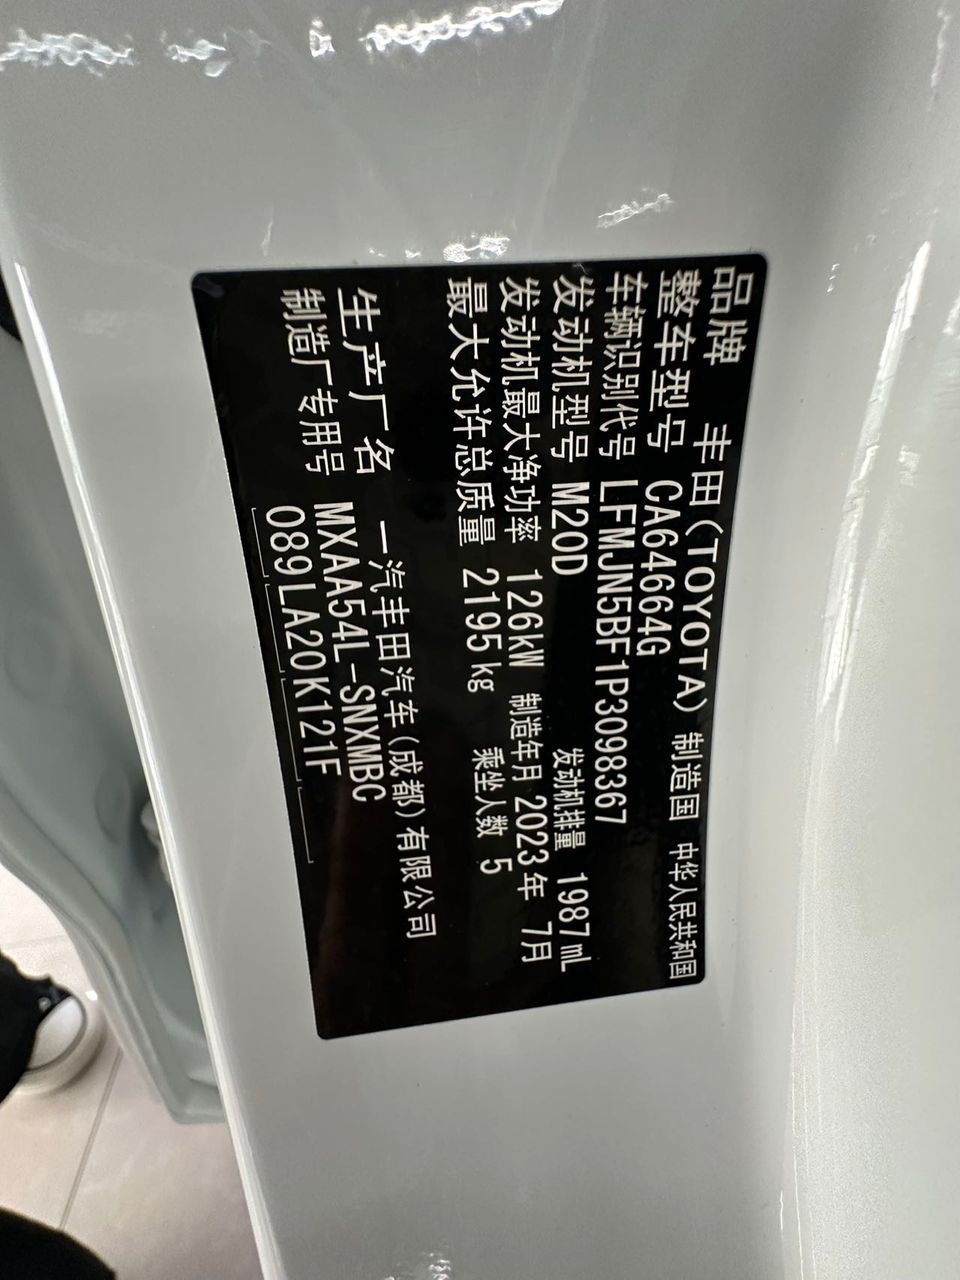 品牌 丰田(TOYOTA) 制造国 中华人民共和国
整车型号 CA64664G
车辆识别代号 LFMJN5BF1P3098367
发动机型号 M20D 发动机排量 1987mL
发动机最大净功率 126kW 制造年月 2023年 7月
最大允许总质量 2195kg 乘坐人数 5
生产厂名 一汽丰田汽车(成都)有限公司
制造厂专用号 MXAA54L-SNXMBC
089LA20K121F